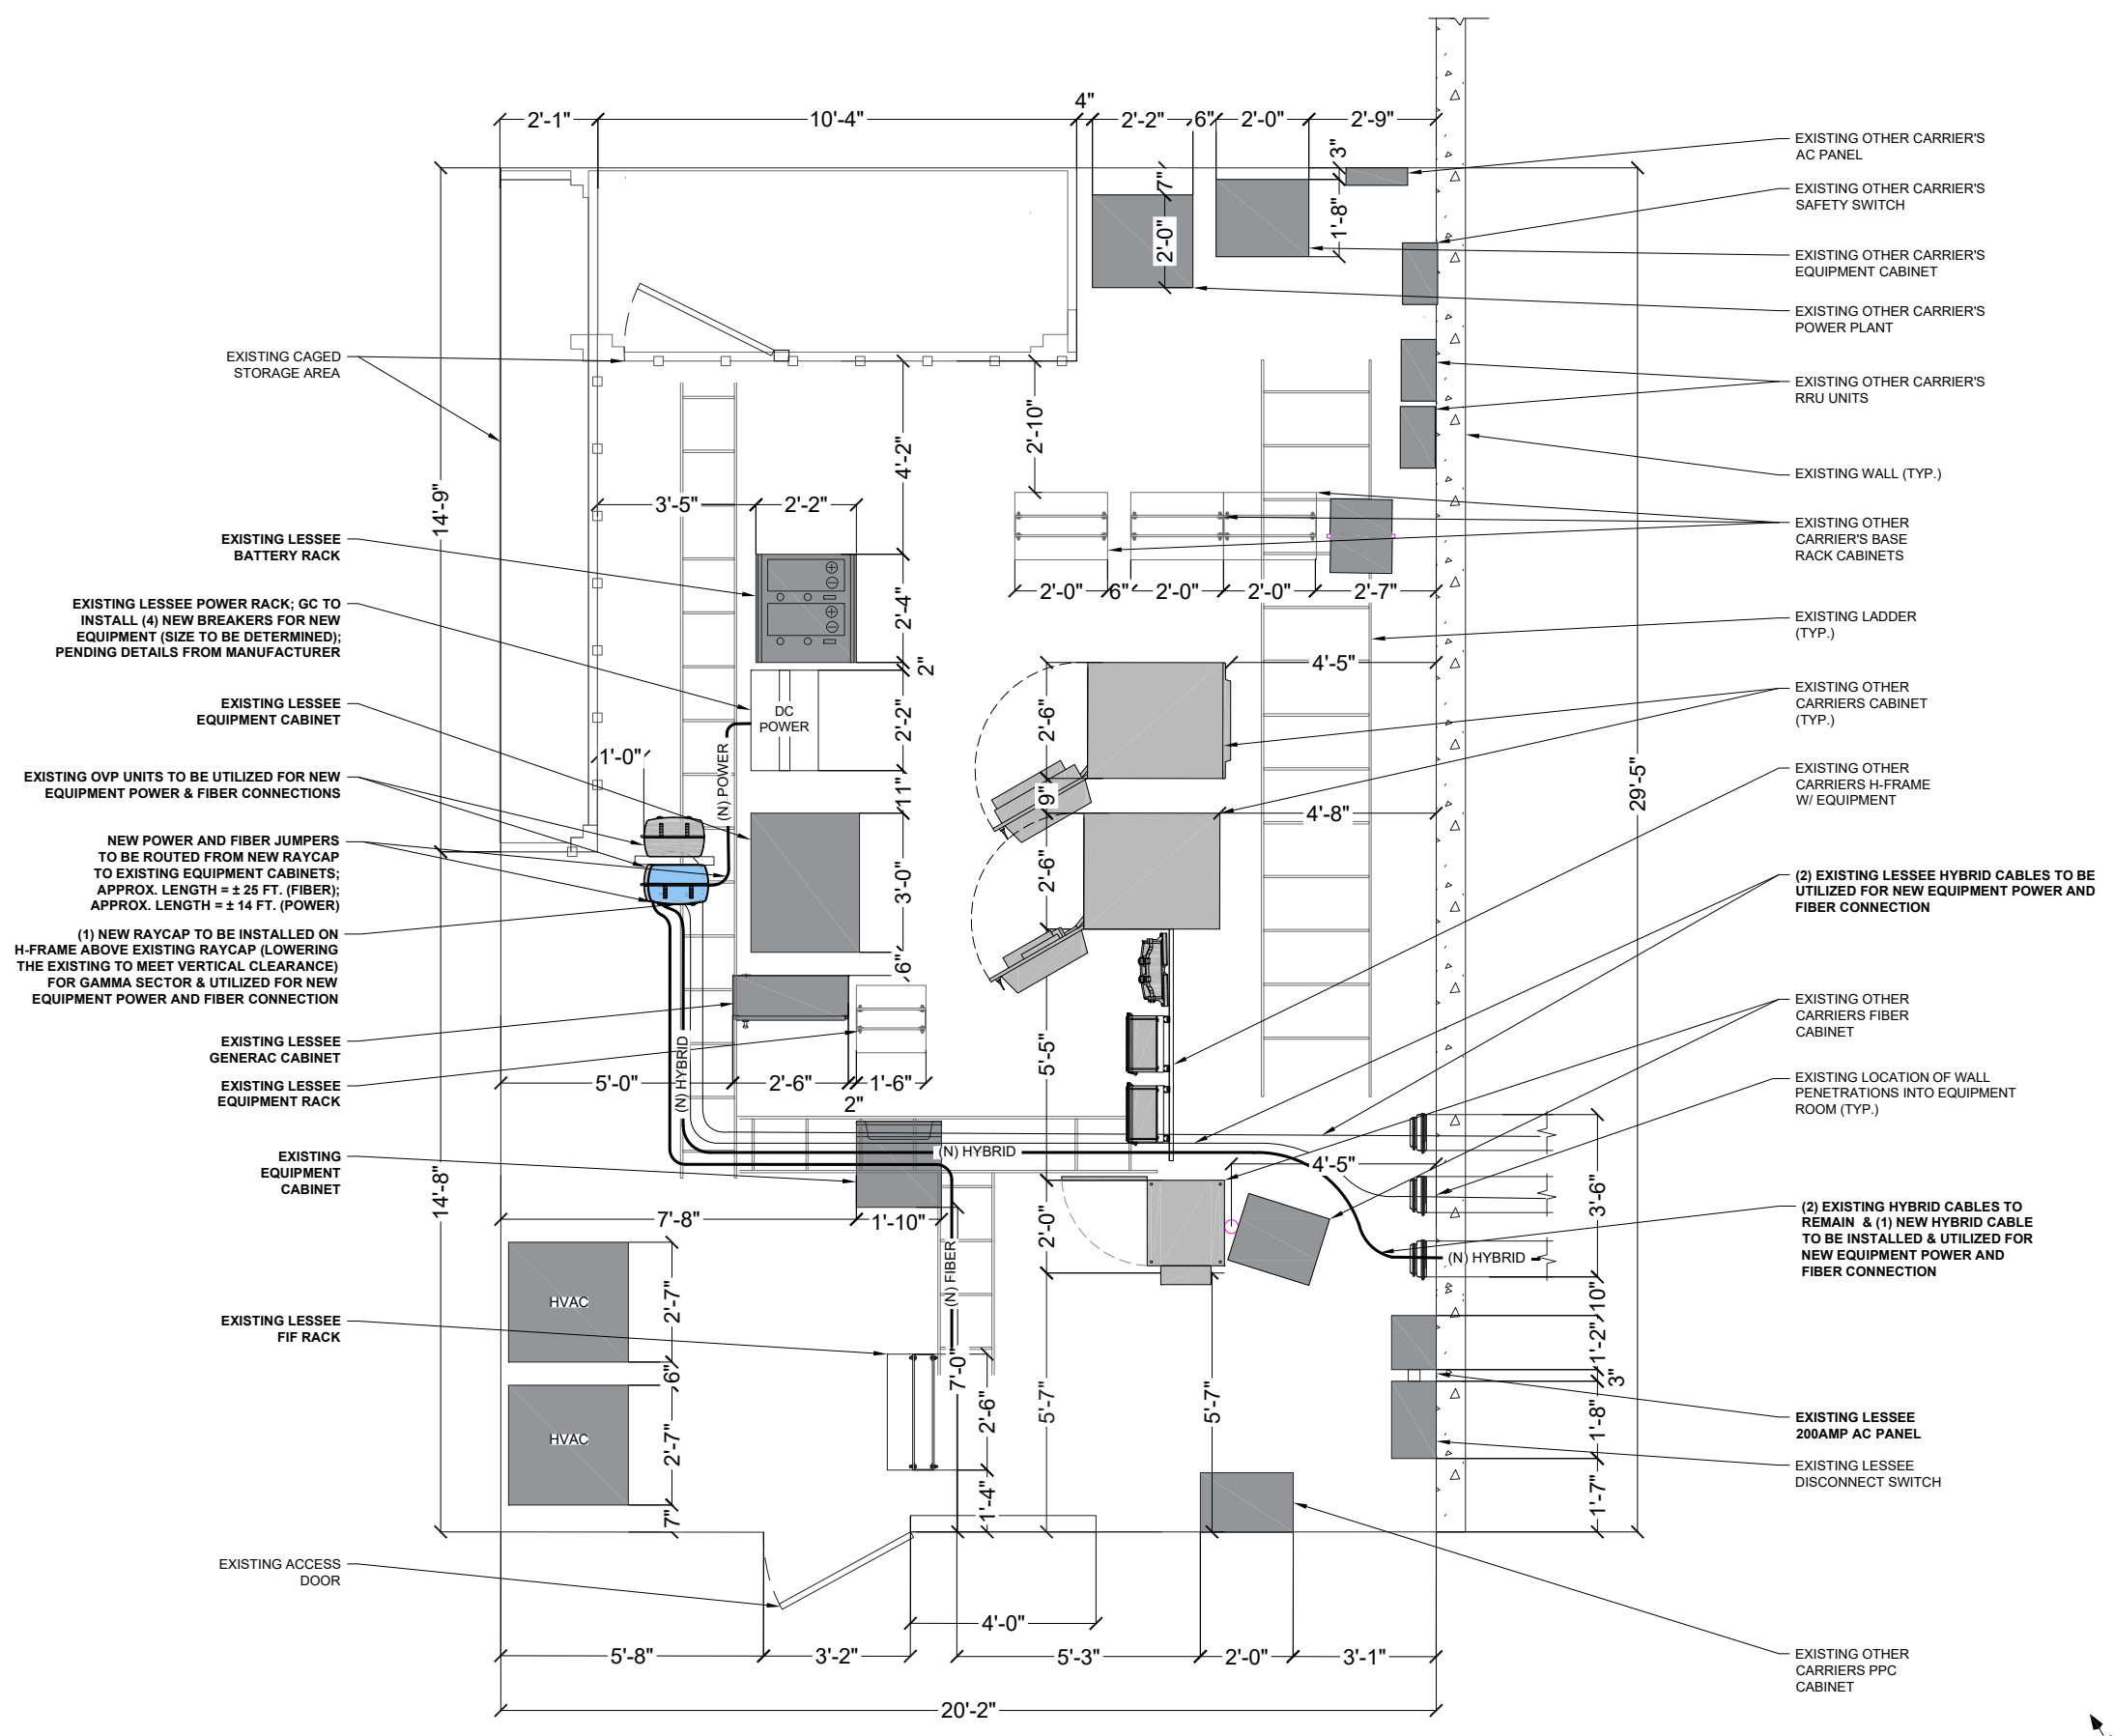 4"
2'-1"
10'-4"
2'-2"
6"
2'-0"
2'-9"
3"
7"
2'-0"
1'-8"
EXISTING OTHER CARRIER'S
AC PANEL
EXISTING OTHER CARRIER'S
SAFETY SWITCH
EXISTING OTHER CARRIER'S
EQUIPMENT CABINET
EXISTING OTHER CARRIER'S
POWER PLANT
EXISTING OTHER CARRIER'S
RRU UNITS
EXISTING WALL (TYP.)
EXISTING OTHER
CARRIER'S BASE
RACK CABINETS
EXISTING LADDER
(TYP.)
EXISTING OTHER
CARRIERS CABINET
(TYP.)
EXISTING OTHER
CARRIERS H-FRAME
W/ EQUIPMENT
(2) EXISTING LESSEE HYBRID CABLES TO BE
UTILIZED FOR NEW EQUIPMENT POWER AND
FIBER CONNECTION
EXISTING OTHER
CARRIERS FIBER
CABINET
EXISTING LOCATION OF WALL
PENETRATIONS INTO EQUIPMENT
ROOM (TYP.)
(2) EXISTING HYBRID CABLES TO
REMAIN & (1) NEW HYBRID CABLE
TO BE INSTALLED & UTILIZED FOR
NEW EQUIPMENT POWER AND
FIBER CONNECTION
EXISTING LESSEE
200AMP AC PANEL
EXISTING LESSEE
DISCONNECT SWITCH
EXISTING OTHER
CARRIERS PPC
CABINET
EXISTING CAGED
STORAGE AREA
EXISTING LESSEE
BATTERY RACK
EXISTING LESSEE POWER RACK; GC TO
INSTALL (4) NEW BREAKERS FOR NEW
EQUIPMENT (SIZE TO BE DETERMINED);
PENDING DETAILS FROM MANUFACTURER
EXISTING LESSEE
EQUIPMENT CABINET
EXISTING OVP UNITS TO BE UTILIZED FOR NEW
EQUIPMENT POWER & FIBER CONNECTIONS
NEW POWER AND FIBER JUMPERS
TO BE ROUTED FROM NEW RAYCAP
TO EXISTING EQUIPMENT CABINETS;
APPROX. LENGTH = ± 25 FT. (FIBER);
APPROX. LENGTH = ± 14 FT. (POWER)
(1) NEW RAYCAP TO BE INSTALLED ON
H-FRAME ABOVE EXISTING RAYCAP (LOWERING
THE EXISTING TO MEET VERTICAL CLEARANCE)
FOR GAMMA SECTOR & UTILIZED FOR NEW
EQUIPMENT POWER AND FIBER CONNECTION
EXISTING LESSEE
GENERAC CABINET
EXISTING LESSEE
EQUIPMENT RACK
EXISTING
EQUIPMENT
CABINET
EXISTING LESSEE
FIF RACK
EXISTING ACCESS
DOOR
14'-9"
14'-8"
29'-5"
4'-2"
2'-10"
3'-5"
2'-2"
2'-4"
2"
2'-2"
11"
3'-0"
6"
1'-0"
DC
POWER
(N) POWER
2'-0"
6"
2'-0"
2'-0"
2'-7"
4'-5"
2'-6"
9"
4'-8"
2'-6"
5'-5"
5'-0"
2'-6"
2"
1'-6"
(N) HYBRID
(N) HYBRID
4'-5"
2'-0"
7'-8"
1'-10"
(N) FIBER
(N) HYBRID
3'-6"
10"
1'-2"
3"
1'-8"
1'-7"
HVAC
2'-7"
6"
HVAC
2'-7"
7"
7'-0"
2'-6"
1'-4"
5'-7"
5'-7"
4'-0"
5'-8"
3'-2"
5'-3"
2'-0"
3'-1"
20'-2"